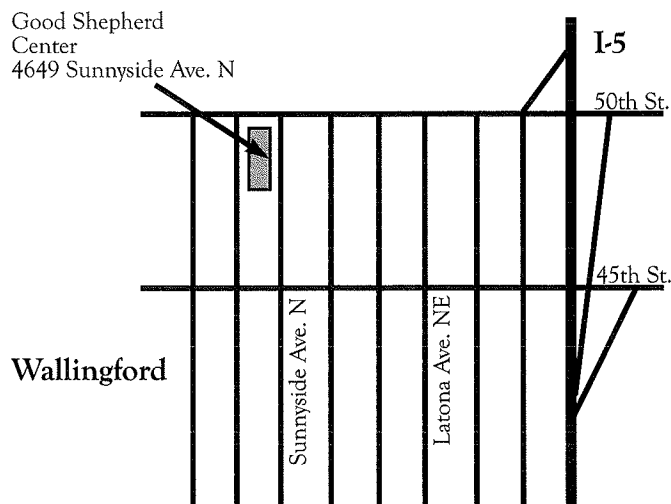 Good Shepherd
Center
4649 Sunnyside Ave. N
I-5
50th St.
45th St.
Wallingford
Sunnyside Ave. N
Latona Ave. NE